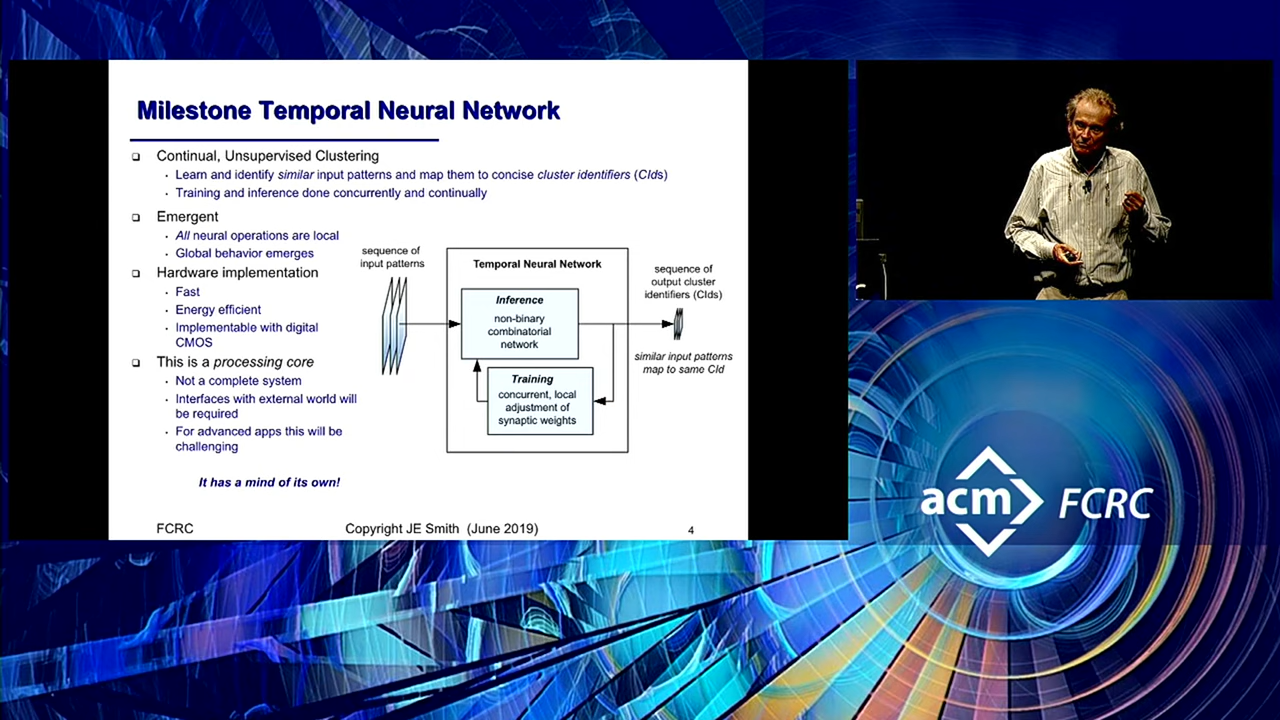 Milestone Temporal Neural Network
Continual, Unsupervised Clustering
Learn and identify similar input patterns and map them to concise cluster identifiers (CIds)
Training and inference done concurrently and continually
Emergent
All neural operations are local
Global behavior emerges
Hardware implementation
Fast
Energy efficient
Implementable with digital
CMOS
This is a processing core
Not a complete system
Interfaces with external world will
be required
For advanced apps this will be
challenging
It has a mind of its own!
sequence of
input patterns
Temporal Neural Network
Inference
non-binary
combinatorial
network
Training
concurrent, local
adjustment of
synaptic weights
sequence of
output cluster
identifiers (CIds)
similar input patterns
map to same CId
FCRC
Copyright JE Smith (June 2019)
4
acm FCRC